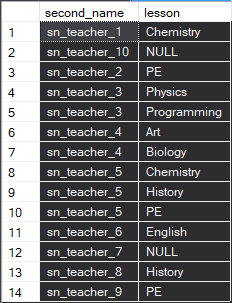 second_name lesson
1 sn_teacher_1 Chemistry
2 sn_teacher_10 NULL
3 sn_teacher_2 PE
4 sn_teacher_3 Physics
5 sn_teacher_3 Programming
6 sn_teacher_4 Art
7 sn_teacher_4 Biology
8 sn_teacher_5 Chemistry
9 sn_teacher_5 History
10 sn_teacher_5 PE
11 sn_teacher_6 English
12 sn_teacher_7 NULL
13 sn_teacher_8 History
14 sn_teacher_9 PE